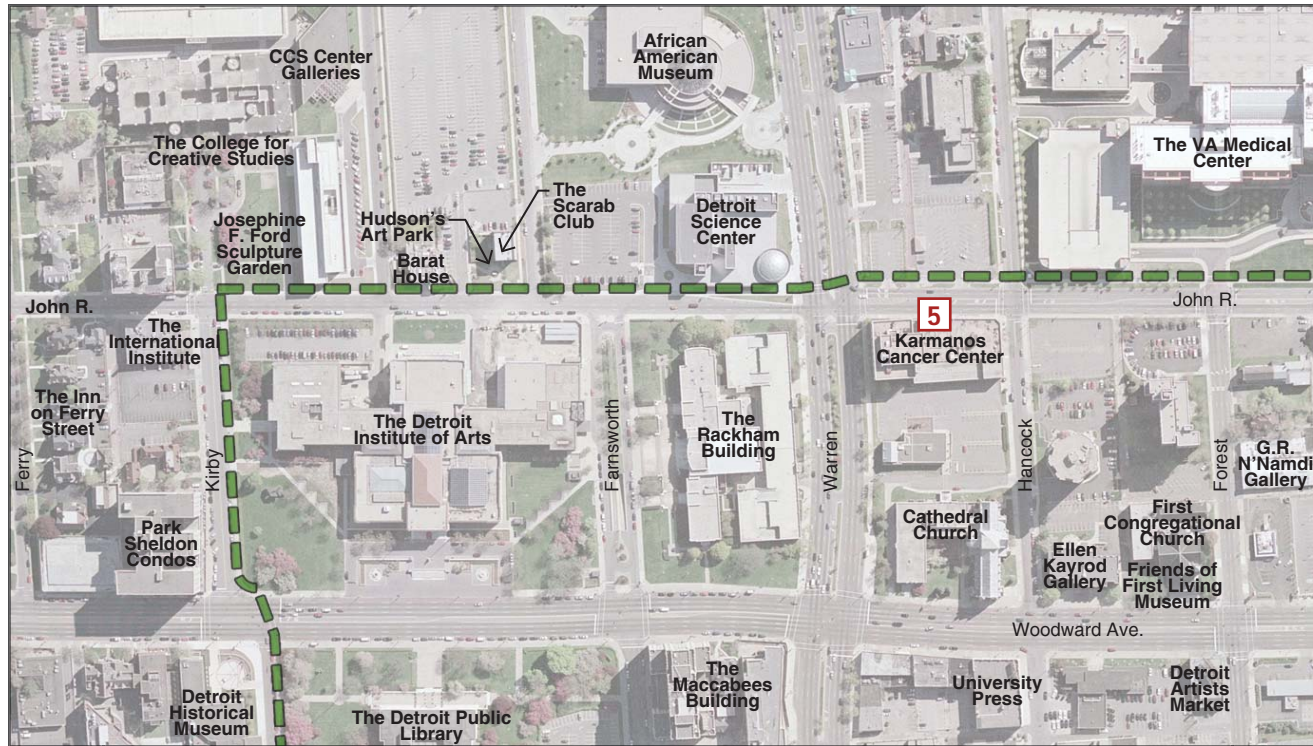 CCS Center
Galleries
African
American
Museum
The College for
Creative Studies
The VA Medical
Center
The
Scarab
Club
Hudson's
Art Park
Detroit
Science
Center
Josephine
F. Ford
Sculpture
Garden
Barat
House
John R.
John R.
5
The
International
Institute
Karmanos
Cancer Center
The Inn
on Ferry
Street
The Detroit
Institute of Arts
The
Rackham
Building
Ferry
Kirby
Farnsworth
Warren
Hancock
Forest
G.R.
N'Namdi
Gallery
Park
Sheldon
Condos
Cathedral
Church
First
Congregational
Church
Ellen
Kayrod
Gallery
Friends of
First Living
Museum
Woodward Ave.
Detroit
Historical
Museum
The Detroit Public
Library
The
Maccabees
Building
University
Press
Detroit
Artists
Market